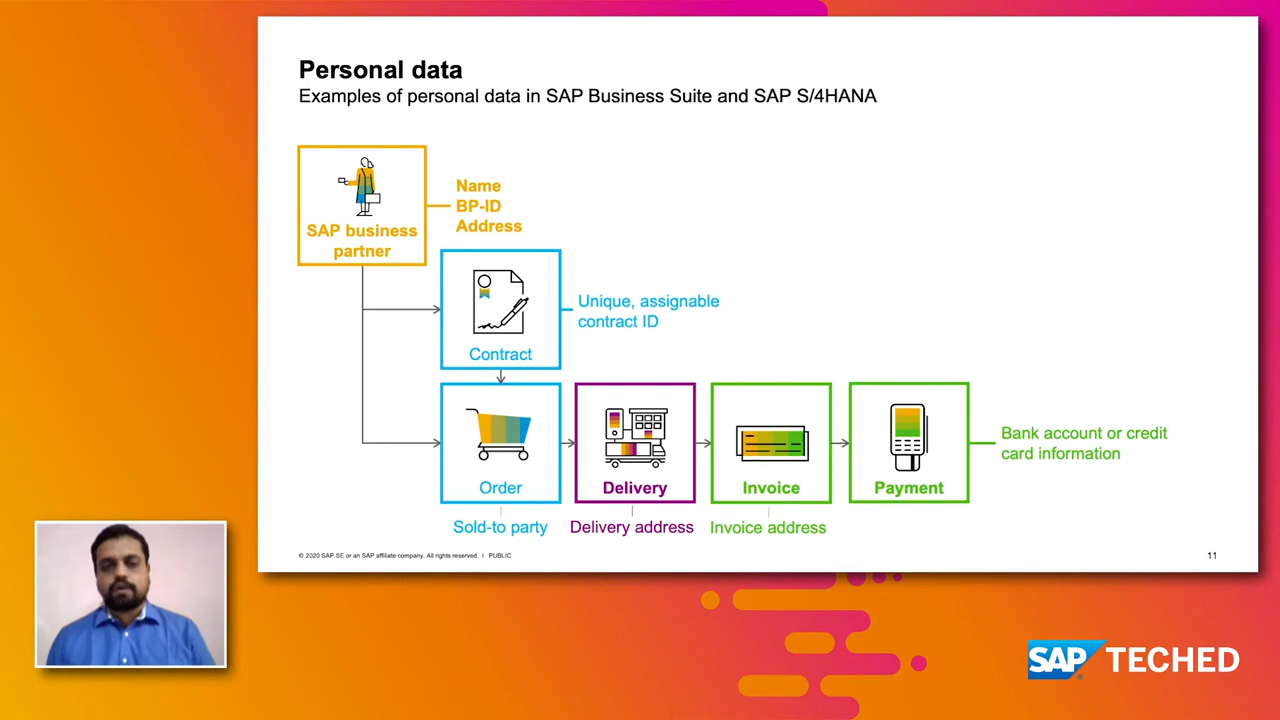 Personal data
Examples of personal data in SAP Business Suite and SAP S/4HANA
SAP business
partner
Name
BP-ID
Address
Contract
Unique, assignable
contract ID
Order
Delivery
Invoice
Payment
Bank account or credit
card information
Sold-to party
Delivery address
Invoice address
© 2020 SAP SE or an SAP affiliate company. All rights reserved. I PUBLIC
11
SAP TECHED